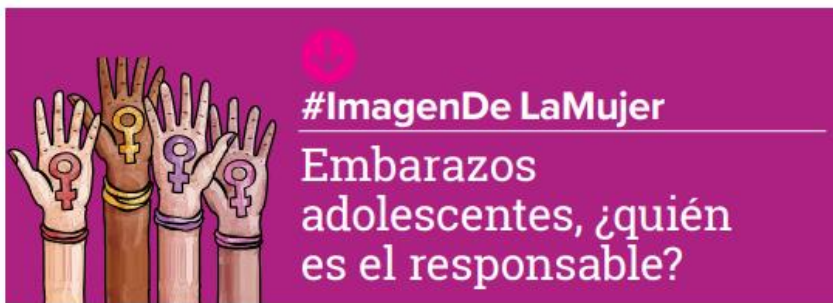 #ImagenDe LaMujer
Embarazos
adolescentes, ¿quién
es el responsable?